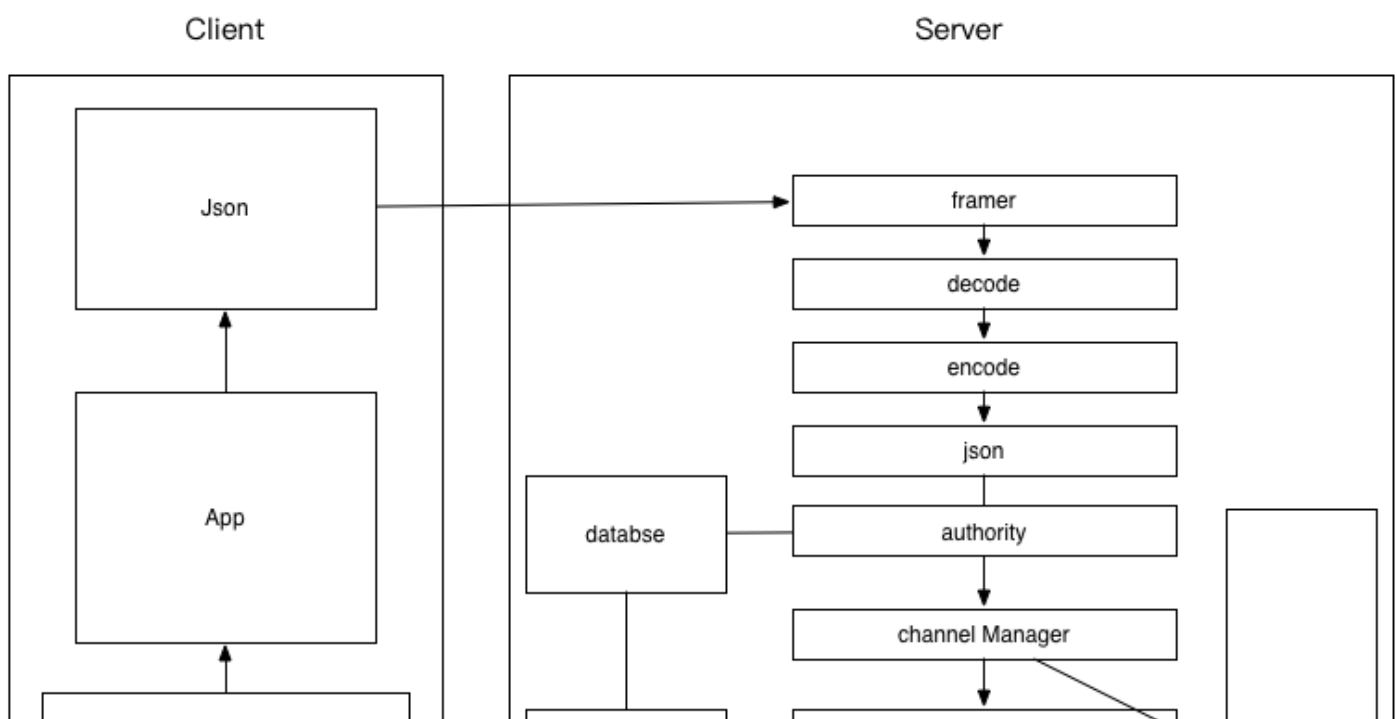 Client
Server
Json
framer
decode
encode
json
App
databse
authority
channel Manager